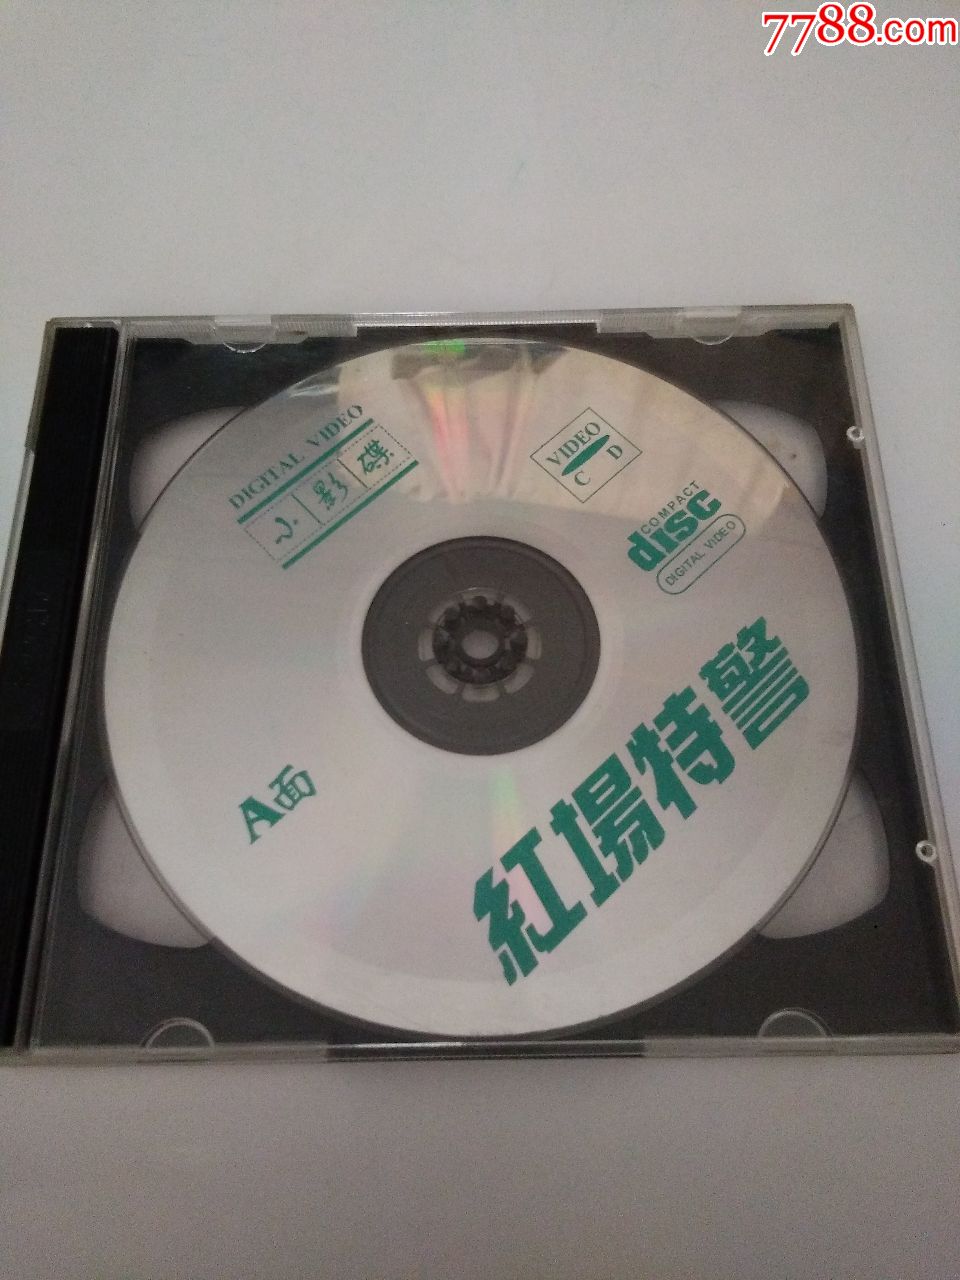 7788.com
DIGITAL VIDEO
小影碟
VIDEO
C D
COMPACT
disc
DIGITAL VIDEO
A面
紅場特警